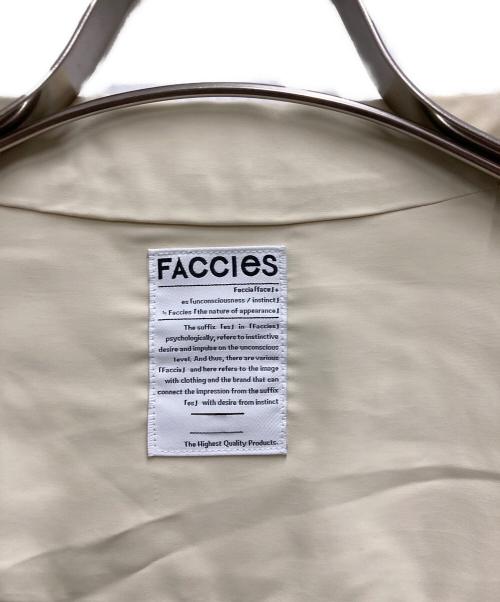 FACCIES
Faccia「face」+
es「unconsciousness / instinct」
≒ Faccies「the nature of appearance」
The suffix 「es」 in 「Faccies」
psychologically, refers to instinctive
desire and impulse on the unconscious
level. And thus, there are various
「Faccia」 and here refers to the image
with clothing and the brand that can
connect the impression from the suffix
「es」 with desire from instinct
The Highest Quality Products.